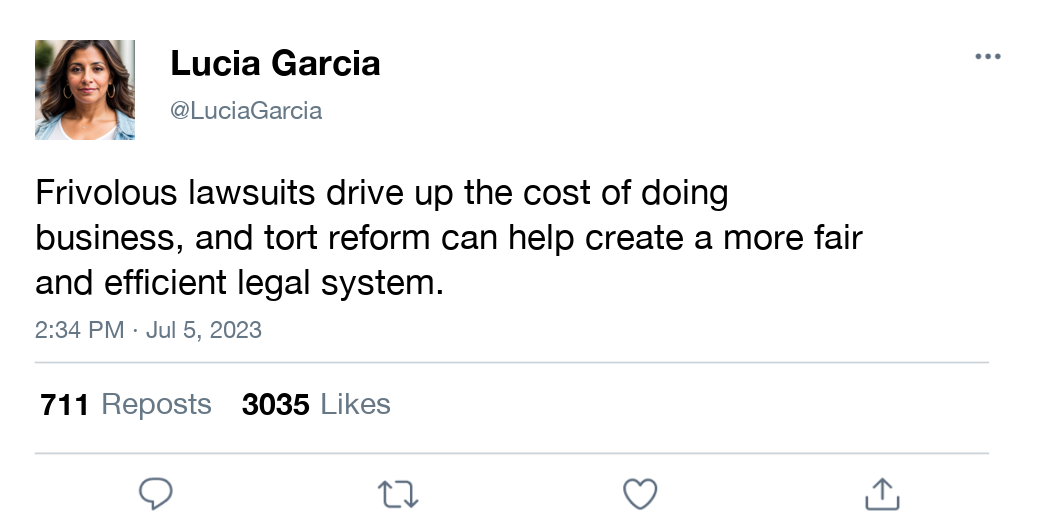 Lucia Garcia
@LuciaGarcia
Frivolous lawsuits drive up the cost of doing
business, and tort reform can help create a more fair
and efficient legal system.
2:34 PM · Jul 5, 2023
711 Reposts 3035 Likes